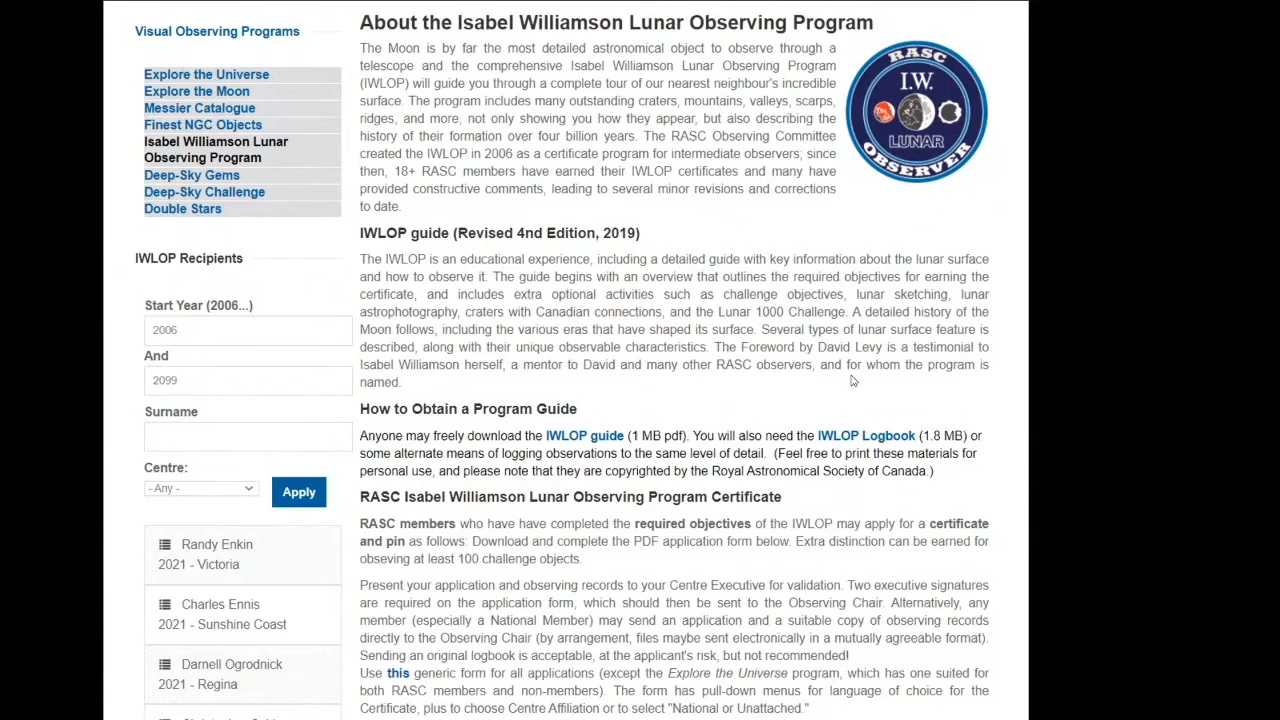 Visual Observing Programs
Explore the Universe
Explore the Moon
Messier Catalogue
Finest NGC Objects
Isabel Williamson Lunar
Observing Program
Deep-Sky Gems
Deep-Sky Challenge
Double Stars
IWLOP Recipients
Start Year (2006...)
2006
And
2099
Surname
Centre:
- Any -
Apply
Randy Enkin
2021 - Victoria
Charles Ennis
2021 - Sunshine Coast
Darnell Ogrodnick
2021 - Regina
About the Isabel Williamson Lunar Observing Program
The Moon is by far the most detailed astronomical object to observe through a
telescope and the comprehensive Isabel Williamson Lunar Observing Program
(IWLOP) will guide you through a complete tour of our nearest neighbour's incredible
surface. The program includes many outstanding craters, mountains, valleys, scarps,
ridges, and more, not only showing you how they appear, but also describing the
history of their formation over four billion years. The RASC Observing Committee
created the IWLOP in 2006 as a certificate program for intermediate observers; since
then, 18+ RASC members have earned their IWLOP certificates and many have
provided constructive comments, leading to several minor revisions and corrections
to date.
RASC
I.W.
LUNAR
OBSERVER
IWLOP guide (Revised 4nd Edition, 2019)
The IWLOP is an educational experience, including a detailed guide with key information about the lunar surface
and how to observe it. The guide begins with an overview that outlines the required objectives for earning the
certificate, and includes extra optional activities such as challenge objectives, lunar sketching, lunar
astrophotography, craters with Canadian connections, and the Lunar 1000 Challenge. A detailed history of the
Moon follows, including the various eras that have shaped its surface. Several types of lunar surface feature is
described, along with their unique observable characteristics. The Foreword by David Levy is a testimonial to
Isabel Williamson herself, a mentor to David and many other RASC observers, and for whom the program is
named.
How to Obtain a Program Guide
Anyone may freely download the IWLOP guide (1 MB pdf). You will also need the IWLOP Logbook (1.8 MB) or
some alternate means of logging observations to the same level of detail. (Feel free to print these materials for
personal use, and please note that they are copyrighted by the Royal Astronomical Society of Canada.)
RASC Isabel Williamson Lunar Observing Program Certificate
RASC members who have have completed the required objectives of the IWLOP may apply for a certificate
and pin as follows: Download and complete the PDF application form below. Extra distinction can be earned for
obseving at least 100 challenge objects.
Present your application and observing records to your Centre Executive for validation. Two executive signatures
are required on the application form, which should then be sent to the Observing Chair. Alternatively, any
member (especially a National Member) may send an application and a suitable copy of observing records
directly to the Observing Chair (by arrangement, files maybe sent electronically in a mutually agreeable format).
Sending an original logbook is acceptable, at the applicant's risk, but not recommended!
Use this generic form for all applications (except the Explore the Universe program, which has one suited for
both RASC members and non-members). The form has pull-down menus for language of choice for the
Certificate, plus to choose Centre Affiliation or to select "National or Unattached."